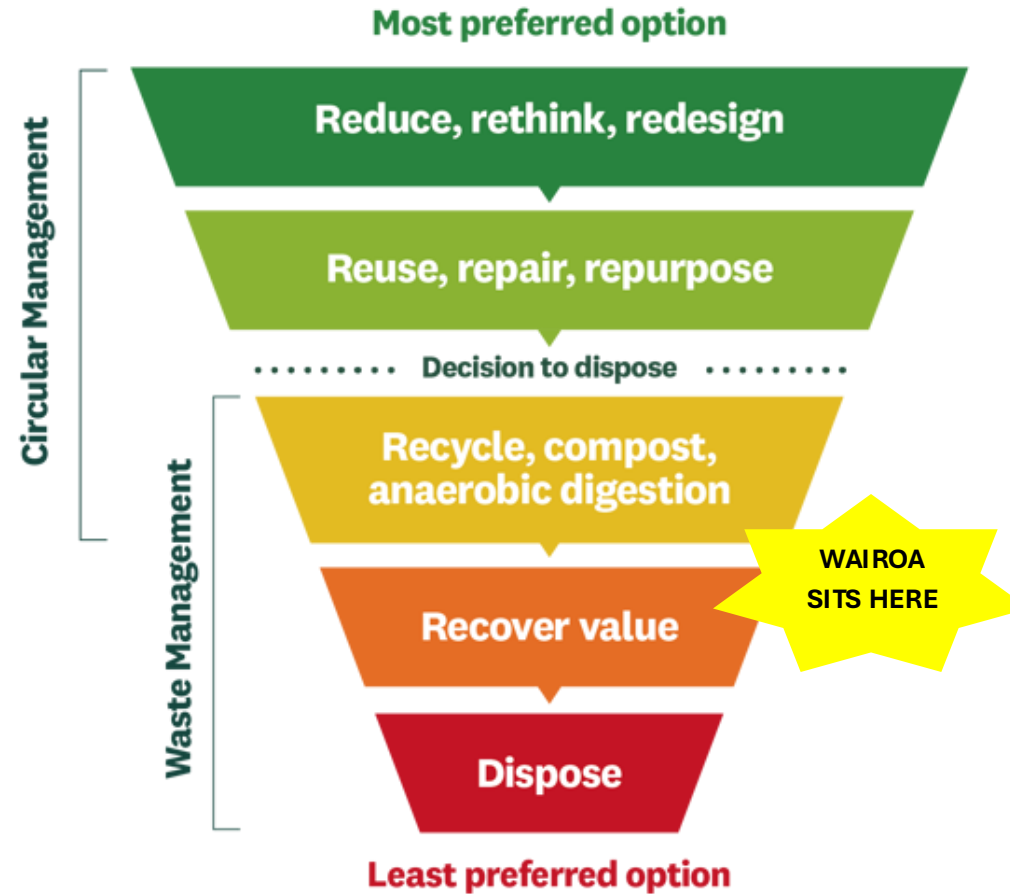 Most preferred option
Circular Management
Reduce, rethink, redesign
Reuse, repair, repurpose
Decision to dispose
Waste Management
Recycle, compost,
anaerobic digestion
WAIROA
SITS HERE
Recover value
Dispose
Least preferred option